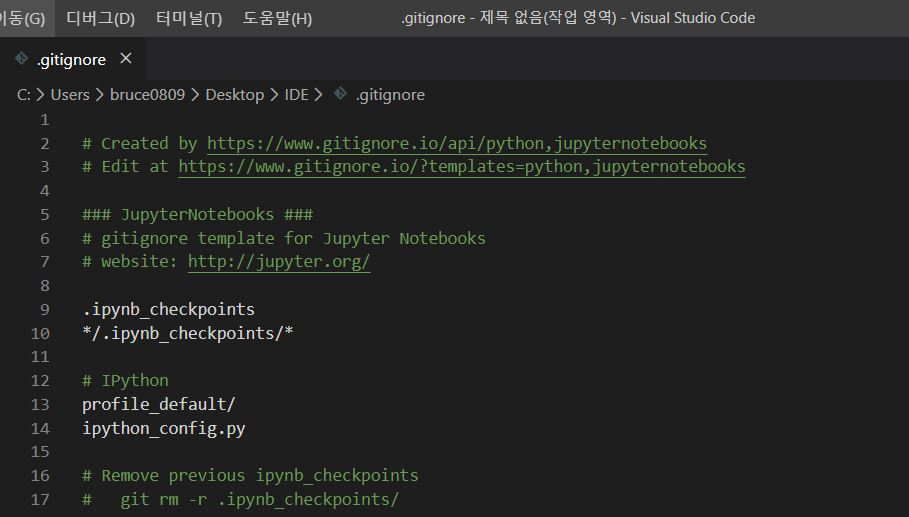 이동(G) 디버그(D) 터미널(T) 도움말(H) .gitignore - 제목 없음(작업 영역) - Visual Studio Code
.gitignore ×
C: > Users > bruce0809 > Desktop > IDE > .gitignore
1
2 # Created by https://www.gitignore.io/api/python,jupyternotebooks
3 # Edit at https://www.gitignore.io/?templates=python,jupyternotebooks
4
5 ### JupyterNotebooks ###
6 # gitignore template for Jupyter Notebooks
7 # website: http://jupyter.org/
8
9 .ipynb_checkpoints
10 */.ipynb_checkpoints/*
11
12 # IPython
13 profile_default/
14 ipython_config.py
15
16 # Remove previous ipynb_checkpoints
17 #   git rm -r .ipynb_checkpoints/